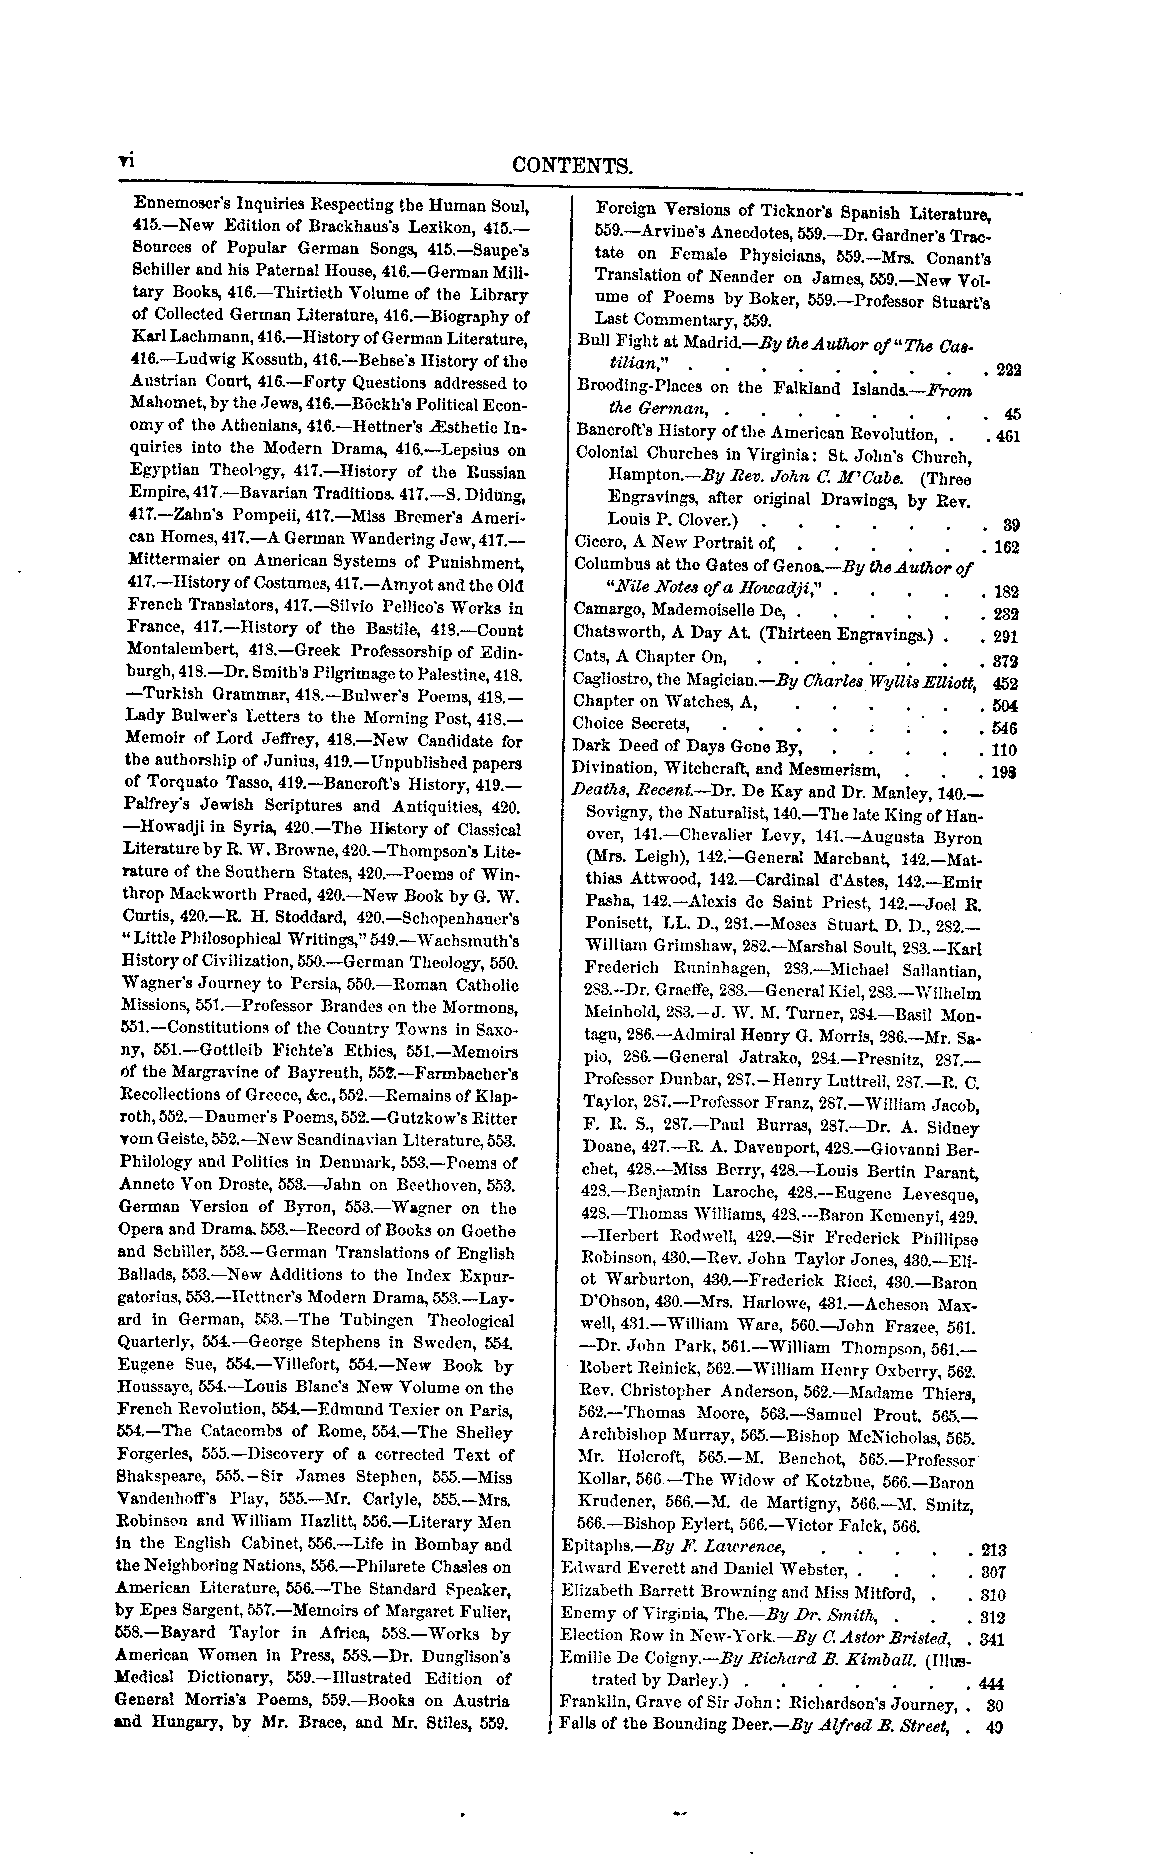 vi
CONTENTS.
Ennemoser's Inquiries Respecting the Human Soul,
415.—New Edition of Brackhaus's Lexikon, 415.—
Sources of Popular German Songs, 415.—Saupe's
Schiller and his Paternal House, 416.—German Mili-
tary Books, 416.—Thirtieth Volume of the Library
of Collected German Literature, 416.—Biography of
Karl Lachmann, 416.—History of German Literature,
416.—Ludwig Kossuth, 416.—Behse's History of the
Austrian Court, 416.—Forty Questions addressed to
Mahomet, by the Jews, 416.—Böckh's Political Econ-
omy of the Athenians, 416.—Hettner's Æsthetic In-
quiries into the Modern Drama, 416.—Lepsius on
Egyptian Theology, 417.—History of the Russian
Empire, 417.—Bavarian Traditions. 417.—S. Didung,
417.—Zahn's Pompeii, 417.—Miss Bremer's Ameri-
can Homes, 417.—A German Wandering Jew, 417.—
Mittermaier on American Systems of Punishment,
417.—History of Costumes, 417.—Amyot and the Old
French Translators, 417.—Silvio Pellico's Works in
France, 417.—History of the Bastile, 418.—Count
Montalembert, 418.—Greek Professorship of Edin-
burgh, 418.—Dr. Smith's Pilgrimage to Palestine, 418.
—Turkish Grammar, 418.—Bulwer's Poems, 418.—
Lady Bulwer's Letters to the Morning Post, 418.—
Memoir of Lord Jeffrey, 418.—New Candidate for
the authorship of Junius, 419.—Unpublished papers
of Torquato Tasso, 419.—Bancroft's History, 419.—
Palfrey's Jewish Scriptures and Antiquities, 420.
—Howadji in Syria, 420.—The History of Classical
Literature by R. W. Browne, 420.—Thompson's Lite-
rature of the Southern States, 420.—Poems of Win-
throp Mackworth Praed, 420.—New Book by G. W.
Curtis, 420.—R. H. Stoddard, 420.—Schopenhauer's
"Little Philosophical Writings," 549.—Wachsmuth's
History of Civilization, 550.—German Theology, 550.
Wagner's Journey to Persia, 550.—Roman Catholic
Missions, 551.—Professor Brandes on the Mormons,
551.—Constitutions of the Country Towns in Saxo-
ny, 551.—Gottleib Fichte's Ethics, 551.—Memoirs
of the Margravine of Bayreuth, 552.—Farmbacher's
Recollections of Greece, &c., 552.—Remains of Klap-
roth, 552.—Daumer's Poems, 552.—Gutzkow's Ritter
vom Geiste, 552.—New Scandinavian Literature, 553.
Philology and Politics in Denmark, 553.—Poems of
Annete Von Droste, 553.—Jahn on Beethoven, 553.
German Version of Byron, 553.—Wagner on the
Opera and Drama. 553.—Record of Books on Goethe
and Schiller, 553.—German Translations of English
Ballads, 553.—New Additions to the Index Expur-
gatorius, 553.—Hettner's Modern Drama, 553.—Lay-
ard in German, 553.—The Tubingen Theological
Quarterly, 554.—George Stephens in Sweden, 554.
Eugene Sue, 554.—Villefort, 554.—New Book by
Houssaye, 554.—Louis Blanc's New Volume on the
French Revolution, 554.—Edmund Texier on Paris,
554.—The Catacombs of Rome, 554.—The Shelley
Forgeries, 555.—Discovery of a corrected Text of
Shakspeare, 555.—Sir James Stephen, 555.—Miss
Vandenhoff's Play, 555.—Mr. Carlyle, 555.—Mrs.
Robinson and William Hazlitt, 556.—Literary Men
in the English Cabinet, 556.—Life in Bombay and
the Neighboring Nations, 556.—Philarete Chasles on
American Literature, 556.—The Standard Speaker,
by Epes Sargent, 557.—Memoirs of Margaret Fuller,
558.—Bayard Taylor in Africa, 558.—Works by
American Women in Press, 558.—Dr. Dunglison's
Medical Dictionary, 559.—Illustrated Edition of
General Morris's Poems, 559.—Books on Austria
and Hungary, by Mr. Brace, and Mr. Stiles, 559.
Foreign Versions of Ticknor's Spanish Literature,
559.—Arvine's Anecdotes, 559.—Dr. Gardner's Trac-
tate on Female Physicians, 559.—Mrs. Conant's
Translation of Neander on James, 559.—New Vol-
ume of Poems by Boker, 559.—Professor Stuart's
Last Commentary, 559.
Bull Fight at Madrid.—By the Author of "The Cas-
tilian," . . . . . . . . . 222
Brooding-Places on the Falkland Islands.—From
the German, . . . . . . . . 45
Bancroft's History of the American Revolution, . . 461
Colonial Churches in Virginia: St. John's Church,
Hampton.—By Rev. John C. M'Cabe. (Three
Engravings, after original Drawings, by Rev.
Louis P. Clover.) . . . . . . . 39
Cicero, A New Portrait of, . . . . . . 162
Columbus at the Gates of Genoa.—By the Author of
"Nile Notes of a Howadji," . . . . . 182
Camargo, Mademoiselle De, . . . . . . 232
Chatsworth, A Day At. (Thirteen Engravings.) . . 291
Cats, A Chapter On, . . . . . . . 372
Cagliostro, the Magician.—By Charles Wyllis Elliott, 452
Chapter on Watches, A, . . . . . . 504
Choice Secrets, . . . . . . . . 546
Dark Deed of Days Gone By, . . . . . 110
Divination, Witchcraft, and Mesmerism, . . . 198
Deaths, Recent.—Dr. De Kay and Dr. Manley, 140.—
Sovigny, the Naturalist, 140.—The late King of Han-
over, 141.—Chevalier Levy, 141.—Augusta Byron
(Mrs. Leigh), 142.—General Marchant, 142.—Mat-
thias Attwood, 142.—Cardinal d'Astes, 142.—Emir
Pasha, 142.—Alexis de Saint Priest, 142.—Joel R.
Ponisett, LL. D., 281.—Moses Stuart. D. D., 282.—
William Grimshaw, 282.—Marshal Soult, 283.—Karl
Frederich Runinhagen, 283.—Michael Sallantian,
283.—Dr. Graeffe, 283.—General Kiel, 283.—Wilhelm
Meinhold, 283.—J. W. M. Turner, 284.—Basil Mon-
tagu, 286.—Admiral Henry G. Morris, 286.—Mr. Sa-
pio, 286.—General Jatrako, 284.—Presnitz, 287.—
Professor Dunbar, 287.—Henry Luttrell, 287.—R. C.
Taylor, 287.—Professor Franz, 287.—William Jacob,
F. R. S., 287.—Paul Burras, 287.—Dr. A. Sidney
Doane, 427.—R. A. Davenport, 428.—Giovanni Ber-
chet, 428.—Miss Berry, 428.—Louis Bertin Parant,
428.—Benjamin Laroche, 428.—Eugene Levesque,
428.—Thomas Williams, 428.—Baron Kemenyi, 429.
—Herbert Rodwell, 429.—Sir Frederick Phillipse
Robinson, 430.—Rev. John Taylor Jones, 430.—Eli-
ot Warburton, 430.—Frederick Ricci, 430.—Baron
D'Ohson, 430.—Mrs. Harlowe, 431.—Acheson Max-
well, 431.—William Ware, 560.—John Frazee, 561.
—Dr. John Park, 561.—William Thompson, 561.—
Robert Reinick, 562.—William Henry Oxberry, 562.
Rev. Christopher Anderson, 562.—Madame Thiers,
562.—Thomas Moore, 563.—Samuel Prout. 565.—
Archbishop Murray, 565.—Bishop McNicholas, 565.
Mr. Holcroft, 565.—M. Benchot, 565.—Professor
Kollar, 566.—The Widow of Kotzbue, 566.—Baron
Krudener, 566.—M. de Martigny, 566.—M. Smitz,
566.—Bishop Eylert, 566.—Victor Falck, 566.
Epitaphs.—By F. Lawrence, . . . . . 213
Edward Everett and Daniel Webster, . . . . 307
Elizabeth Barrett Browning and Miss Mitford, . . 310
Enemy of Virginia, The.—By Dr. Smith, . . . 312
Election Row in New-York.—By C. Astor Bristed, . 341
Emilie De Coigny.—By Richard B. Kimball. (Illus-
trated by Darley.) . . . . . . . 444
Franklin, Grave of Sir John: Richardson's Journey, . 30
Falls of the Bounding Deer.—By Alfred B. Street, . 49